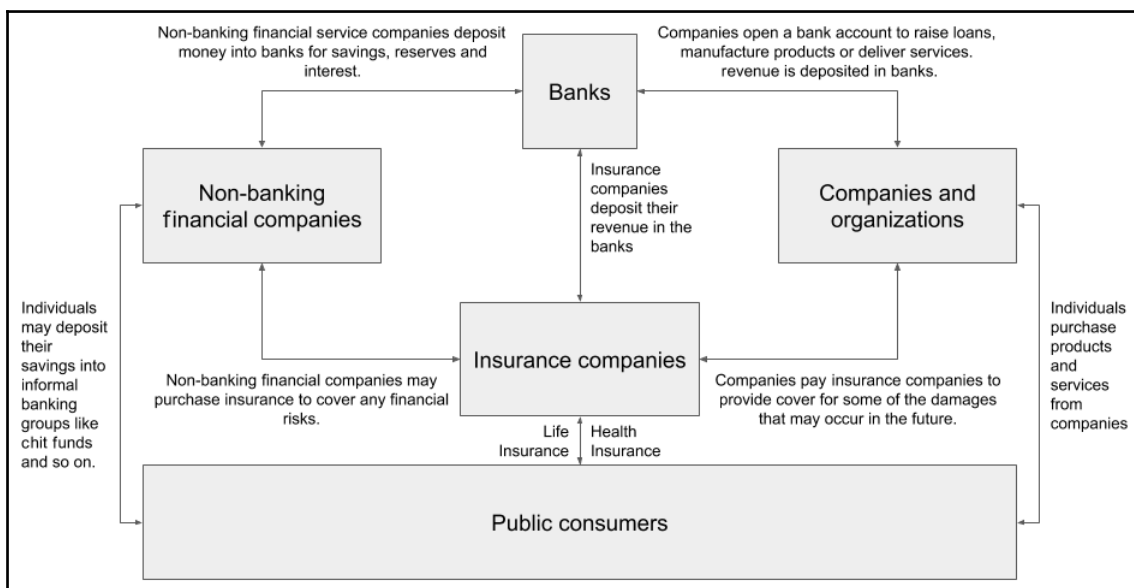 Non-banking financial service companies deposit
money into banks for savings, reserves and
interest.
Companies open a bank account to raise loans,
manufacture products or deliver services.
revenue is deposited in banks.
Banks
Non-banking
financial companies
Insurance
companies
deposit their
revenue in the
banks
Companies and
organizations
Individuals
may deposit
their
savings into
informal
banking
groups like
chit funds
and so on.
Insurance companies
Individuals
purchase
products
and
services
from
companies
Non-banking financial companies may
purchase insurance to cover any financial
risks.
Companies pay insurance companies to
provide cover for some of the damages
that may occur in the future.
Life
Insurance
Health
Insurance
Public consumers